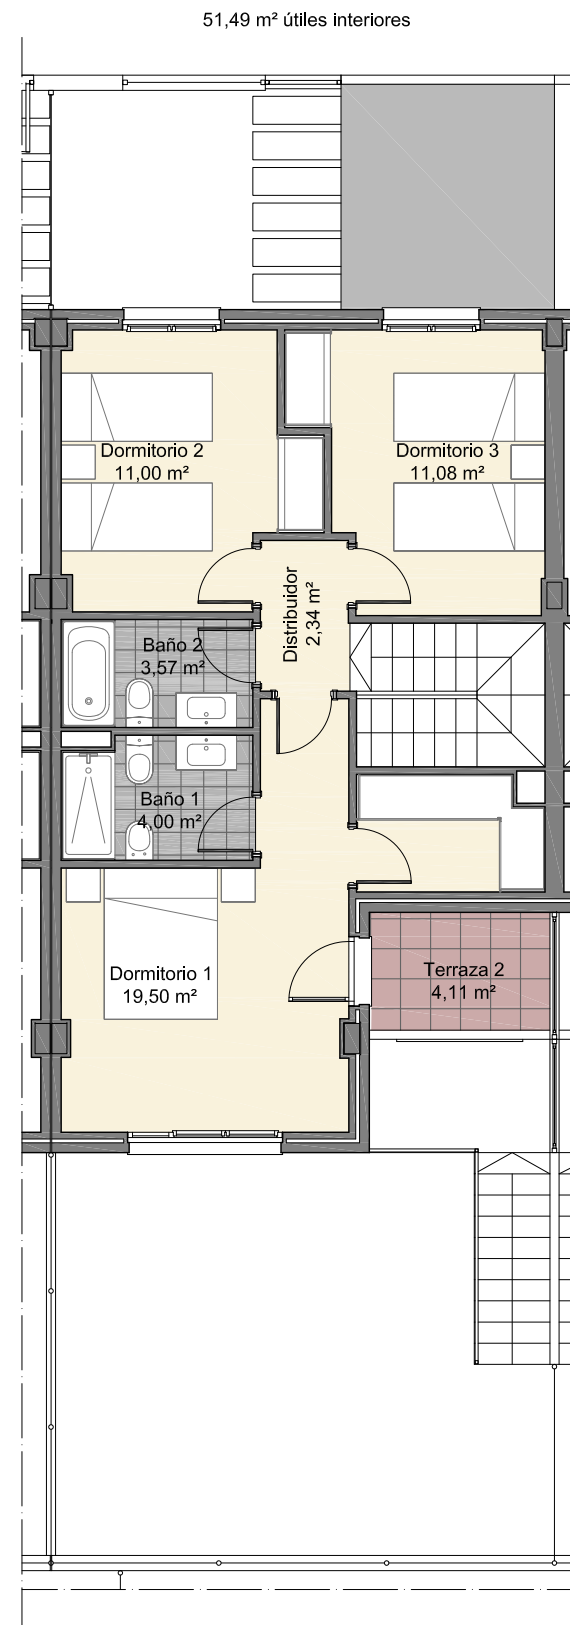 51,49 m² útiles interiores
Dormitorio 2
11,00 m²
Dormitorio 3
11,08 m²
Distribuidor
2,34 m²
Baño 2
3,57 m²
Baño 1
4,00 m²
Dormitorio 1
19,50 m²
Terraza 2
4,11 m²